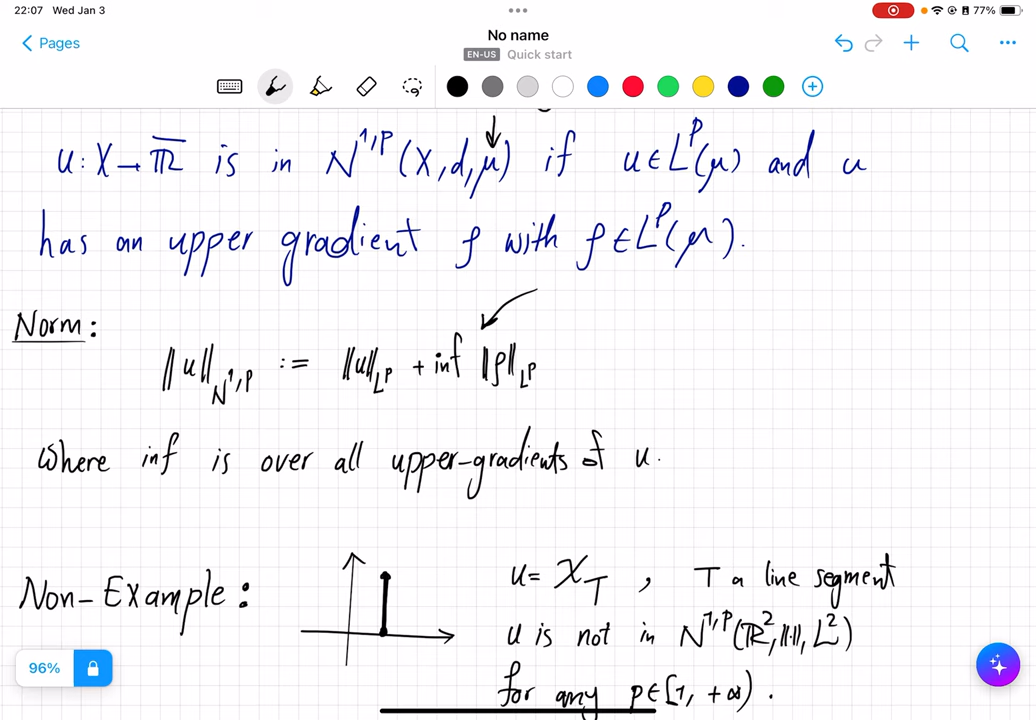 22:07 Wed Jan 3
77%
Pages
No name
EN-US Quick start
u: X → ℝ̅ is in N^{1,p}(X, d, μ) if u ∈ L^p(μ) and u
has an upper gradient ρ with ρ ∈ L^p(μ).
Norm:
‖u‖_{N^{1,p}} := ‖u‖_{L^p} + inf ‖ρ‖_{L^p}
where inf is over all upper-gradients of u.
Non-Example:
u = χ_T , T a line segment
u is not in N^{1,p}(ℝ², ‖·‖, L²)
for any p ∈ [1, +∞).
96%